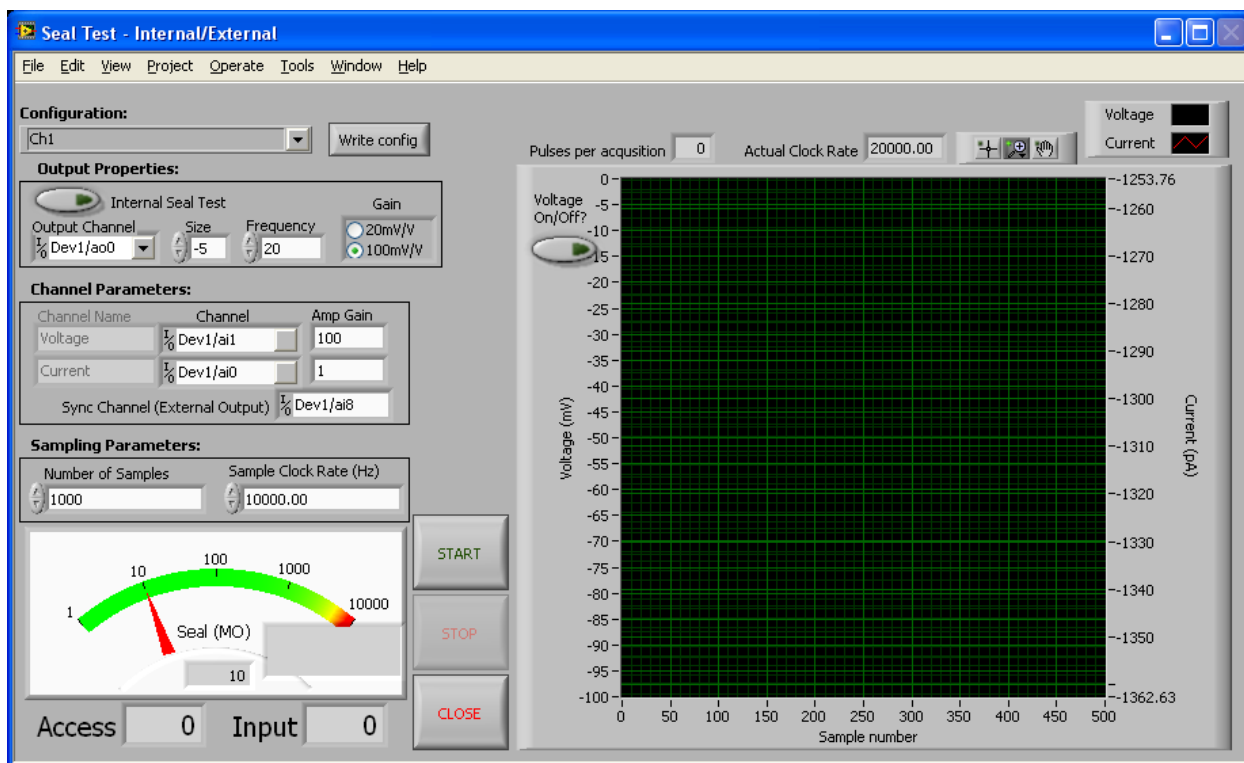 Seal Test - Internal/External
File Edit View Project Operate Tools Window Help
Configuration:
Ch1
Write config
Output Properties:
Internal Seal Test
Gain
Output Channel Size Frequency
20mV/V
Dev1/ao0 -5 20
100mV/V
Channel Parameters:
Channel Name Channel Amp Gain
Voltage Dev1/ai1 100
Current Dev1/ai0 1
Sync Channel (External Output) Dev1/ai8
Sampling Parameters:
Number of Samples Sample Clock Rate (Hz)
1000 10000.00
1
10
100
1000
10000
Seal (MO)
10
Access 0 Input 0
START
STOP
CLOSE
Pulses per acqusition 0 Actual Clock Rate 20000.00
Voltage
Current
Voltage
On/Off?
Voltage (mV)
0
-5
-10
-15
-20
-25
-30
-35
-40
-45
-50
-55
-60
-65
-70
-75
-80
-85
-90
-95
-100
0 50 100 150 200 250 300 350 400 450 500
Sample number
-1253.76
-1260
-1270
-1280
-1290
-1300
-1310
-1320
-1330
-1340
-1350
-1362.63
Current (pA)